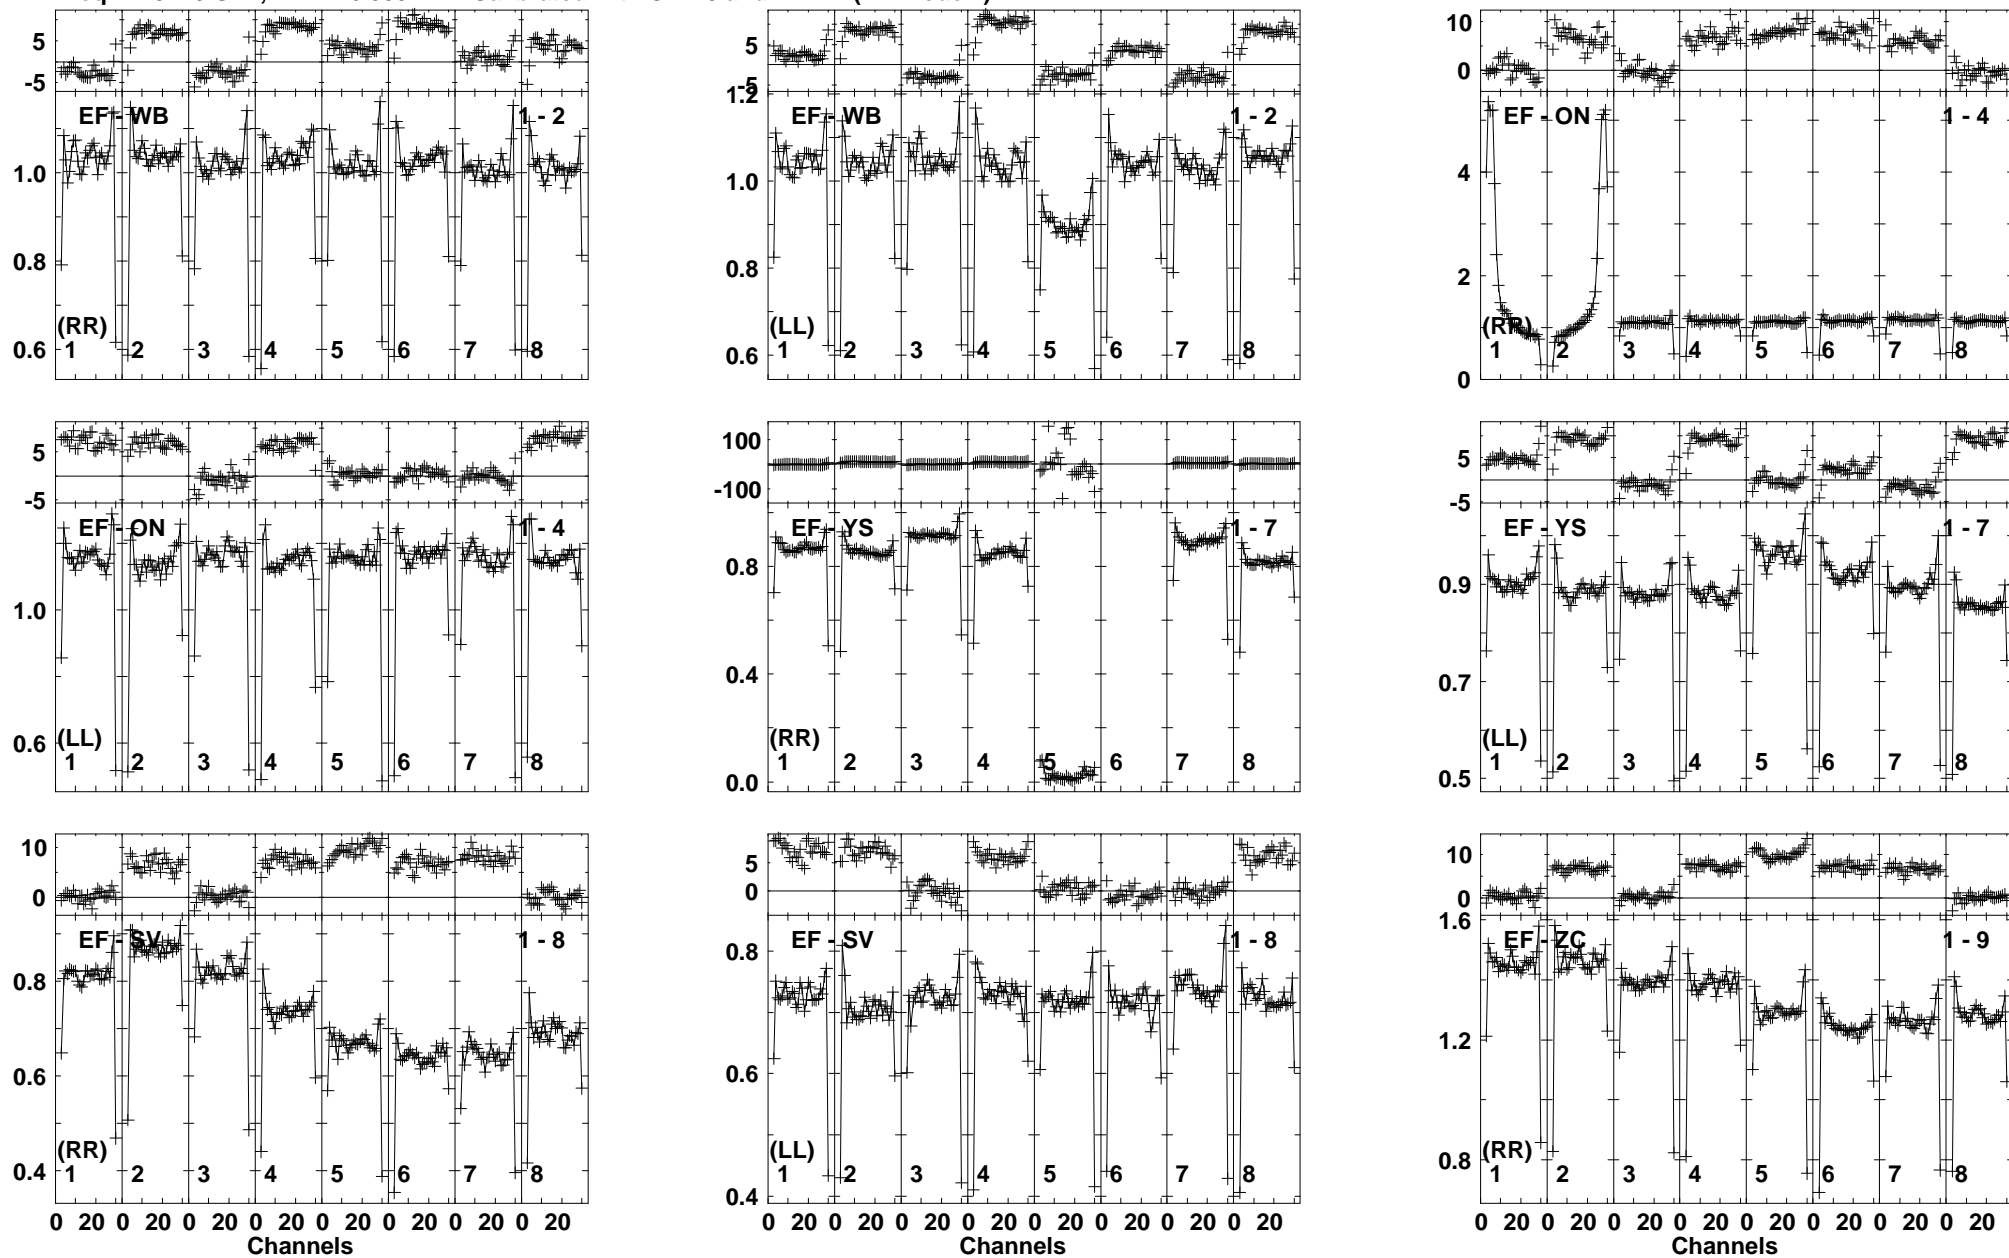 5 5 10
-5 -5 0
1.2
EF - WB 1 - 2 EF - WB 1 - 2 EF - ON 1 - 4
1.0 1.0 4
0.8 0.8 2
(RR) (LL) (RR)
0.6 1 2 3 4 5 6 7 8 0.6 1 2 3 4 5 6 7 8 1 2 3 4 5 6 7 8
0
5 100 5
-5 -100 -5
EF - ON 1 - 4 EF - YS 1 - 7 EF - YS 1 - 7
1.0 0.8 0.9
0.4 0.7
(LL) (RR) (LL)
0.6 1 2 3 4 5 6 7 8 0.0 1 2 3 4 5 6 7 8 0.5 1 2 3 4 5 6 7 8
10 5 10
0 0 0
1.6
EF - SV 1 - 8 EF - SV 1 - 8 EF - ZC 1 - 9
0.8 0.8 1.2
0.6 0.6
(RR) (LL) (RR)
0.4 1 2 3 4 5 6 7 8 0.4 1 2 3 4 5 6 7 8 0.8 1 2 3 4 5 6 7 8
0 20 0 20 0 20 0 20 0 20 0 20 0 20 0 20 0 20 0 20 0 20 0 20 0 20 0 20 0 20 0 20 0 20 0 20 0 20 0 20 0 20 0 20 0 20 0 20
Channels Channels Channels